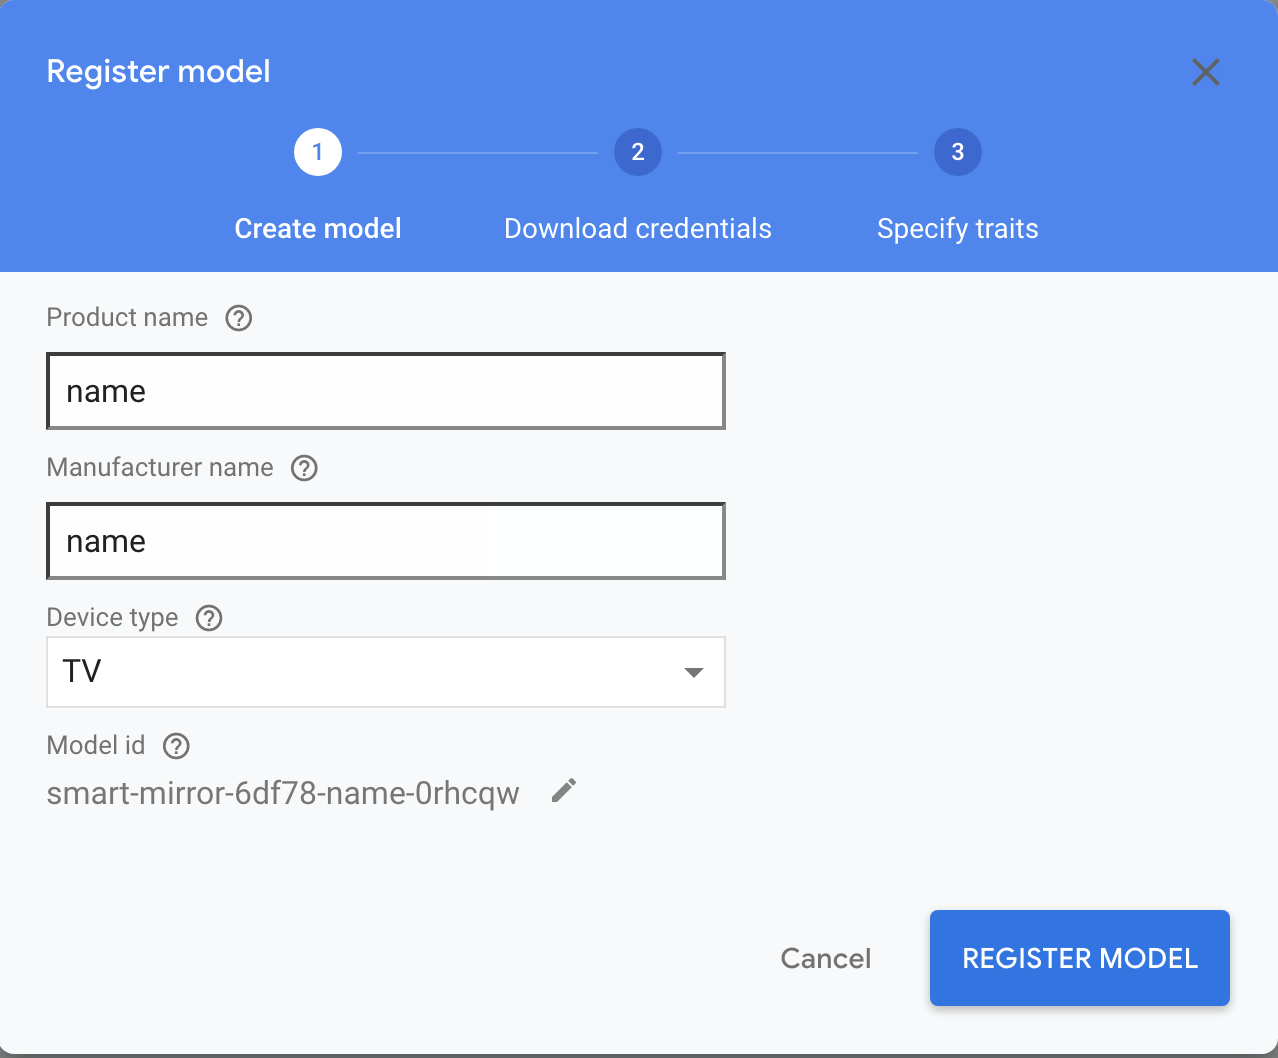 Register model
1
2
3
Create model
Download credentials
Specify traits
Product name ?
name
Manufacturer name ?
name
Device type ?
TV
Model id ?
smart-mirror-6df78-name-0rhcqw
Cancel
REGISTER MODEL